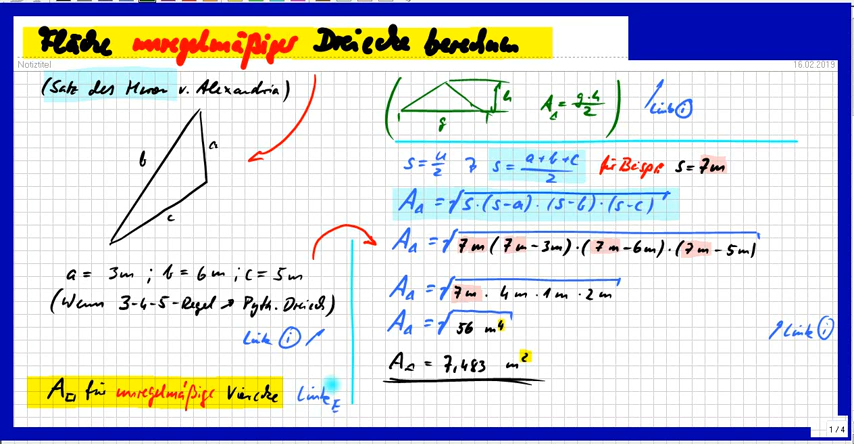 Fläche unregelmäßiger Dreiecke berechnen
Notiztitel
16.02.2019
(Satz des Heron v. Alexandria)
b
a
c
a = 3m ; b = 6m ; c = 5m
(Wenn 3-4-5-Regel → Pyth. Dreieck)
Link ⓘ
A□ für unregelmäßige Vierecke Link E
h
g
A△ = g·h/2
Link ⓘ
s = u/2 → s = (a+b+c)/2 für Beisp.: s = 7m
A△ = √s·(s-a)·(s-b)·(s-c)
A△ = √7m(7m-3m)·(7m-6m)·(7m-5m)
A△ = √7m·4m·1m·2m
A△ = √56 m⁴
Link ⓘ
A△ = 7,483 m²
1 / 4